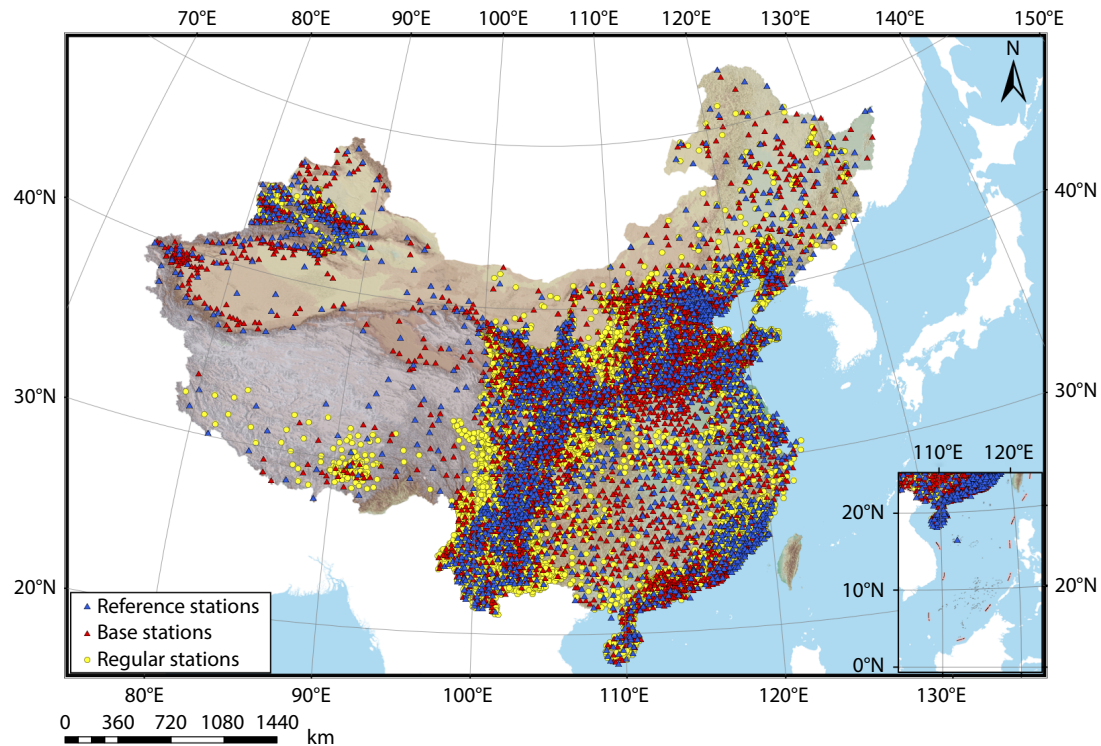 70°E 80°E 90°E 100°E 110°E 120°E 130°E 140°E 150°E
N
40°N 40°N
110°E 120°E
30°N 30°N
20°N
10°N
0°N
20°N 20°N
Reference stations
Base stations
Regular stations
80°E 90°E 100°E 110°E 120°E 130°E
0 360 720 1080 1440
km